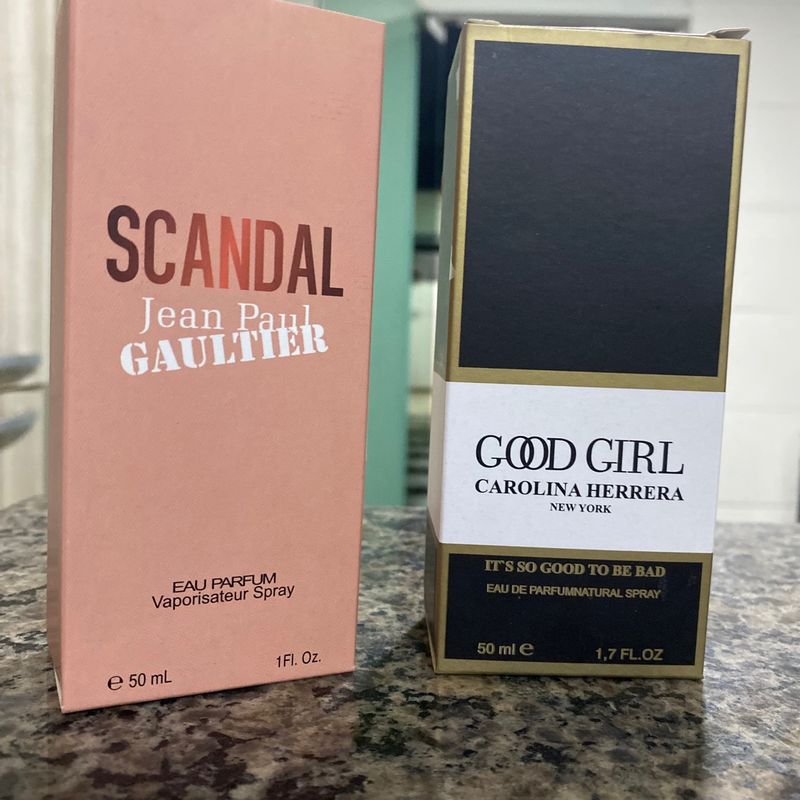 SCANDAL
Jean Paul
GAULTIER
EAU PARFUM
Vaporisateur Spray
e 50 mL
1Fl. Oz.
GOOD GIRL
CAROLINA HERRERA
NEW YORK
IT`S SO GOOD TO BE BAD
EAU DE PARFUMNATURAL SPRAY
50 ml e
1,7 FL.OZ